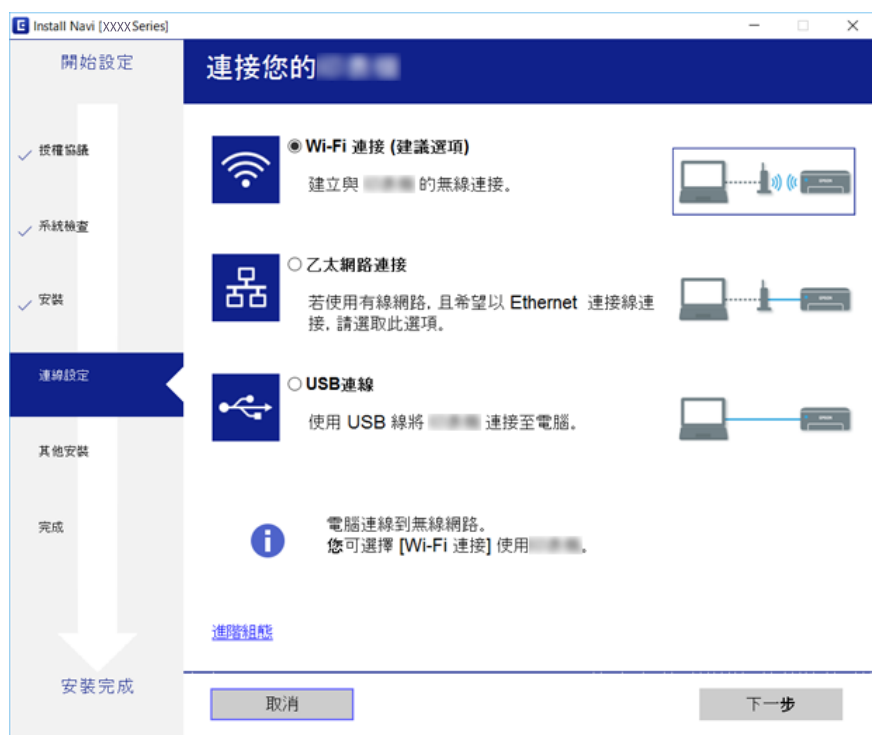 Install Navi [XXXX Series]
開始設定
連接您的
授權協議
系統檢查
安裝
連線設定
其他安裝
完成
安裝完成
Wi-Fi 連接 (建議選項)
建立與 的無線連接。
乙太網路連接
若使用有線網路, 且希望以 Ethernet 連接線連
接, 請選取此選項。
USB連線
使用 USB 線將 連接至電腦。
電腦連線到無線網路。
您可選擇 [Wi-Fi 連接] 使用 。
進階組態
取消
下一步